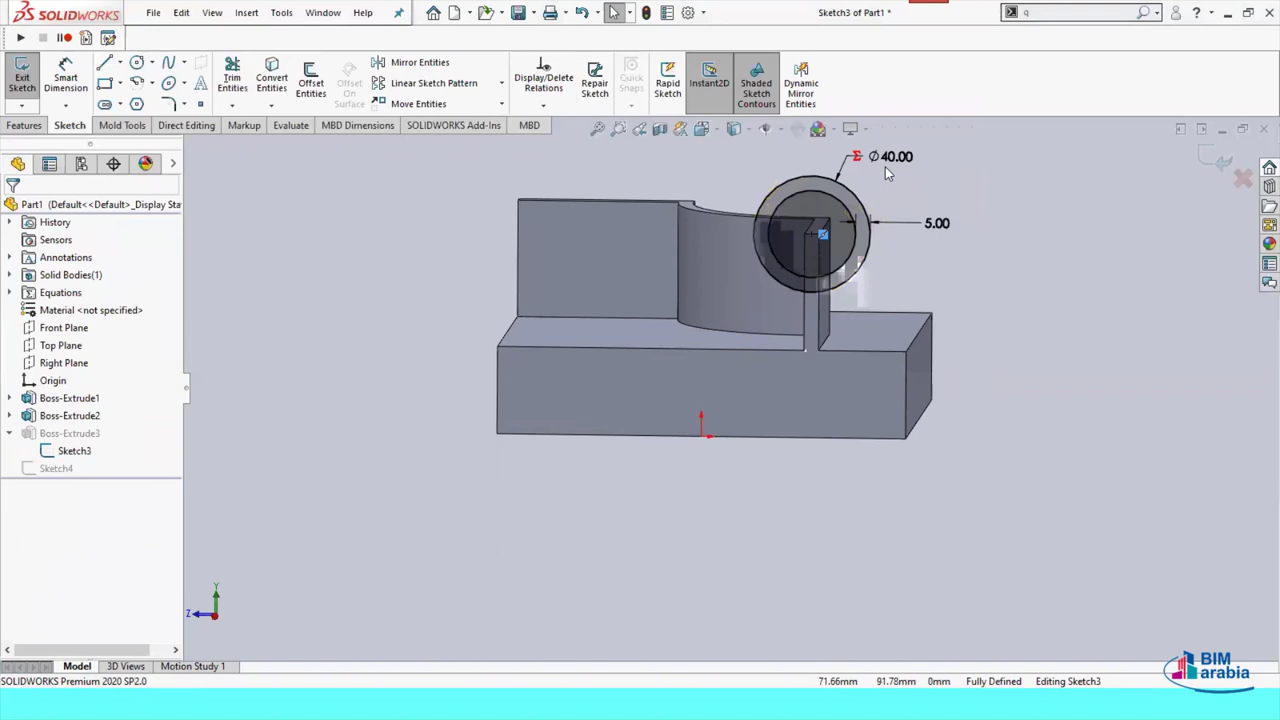 SOLIDWORKS
File Edit View Insert Tools Window Help
Sketch3 of Part1 *
q
Exit Sketch
Smart Dimension
Trim Entities
Convert Entities
Offset Entities
Offset On Surface
Mirror Entities
Linear Sketch Pattern
Move Entities
Display/Delete Relations
Repair Sketch
Quick Snaps
Rapid Sketch
Instant2D
Shaded Sketch Contours
Dynamic Mirror Entities
Features Sketch Mold Tools Direct Editing Markup Evaluate MBD Dimensions SOLIDWORKS Add-Ins MBD
Part1 (Default<<Default>_Display Sta
History
Sensors
Annotations
Solid Bodies(1)
Equations
Material <not specified>
Front Plane
Top Plane
Right Plane
Origin
Boss-Extrude1
Boss-Extrude2
Boss-Extrude3
Sketch3
Sketch4
Σ Ø40.00
5.00
Y
Z
Model 3D Views Motion Study 1
SOLIDWORKS Premium 2020 SP2.0
71.66mm 91.78mm 0mm Fully Defined Editing Sketch3
BIM
arabia